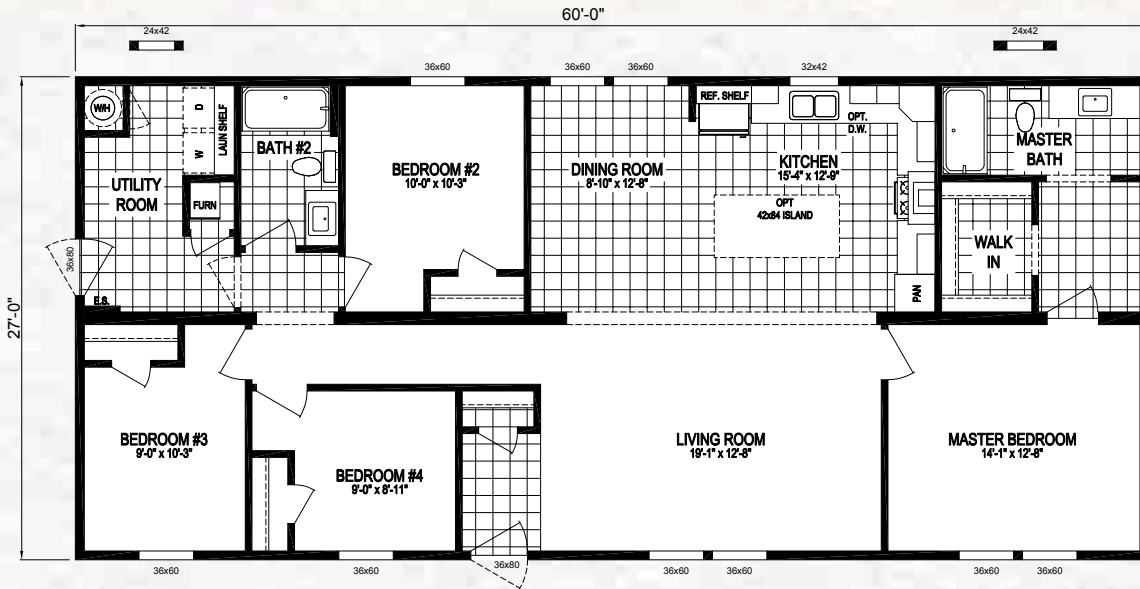 60'-0"
24x42
24x42
36x60
36x60
36x60
32x42
W/H
D
W
LAUN SHELF
BATH #2
UTILITY
ROOM
FURN
36x80
E.S.
BEDROOM #2
10'-0" x 10'-3"
REF. SHELF
OPT.
D.W.
DINING ROOM
8'-10" x 12'-8"
KITCHEN
15'-4" x 12'-9"
OPT
42x84 ISLAND
PAN
MASTER
BATH
WALK
IN
27'-0"
BEDROOM #3
9'-0" x 10'-3"
BEDROOM #4
9'-0" x 8'-11"
LIVING ROOM
19'-1" x 12'-8"
MASTER BEDROOM
14'-1" x 12'-8"
36x60
36x60
36x80
36x60
36x60
36x60
36x60